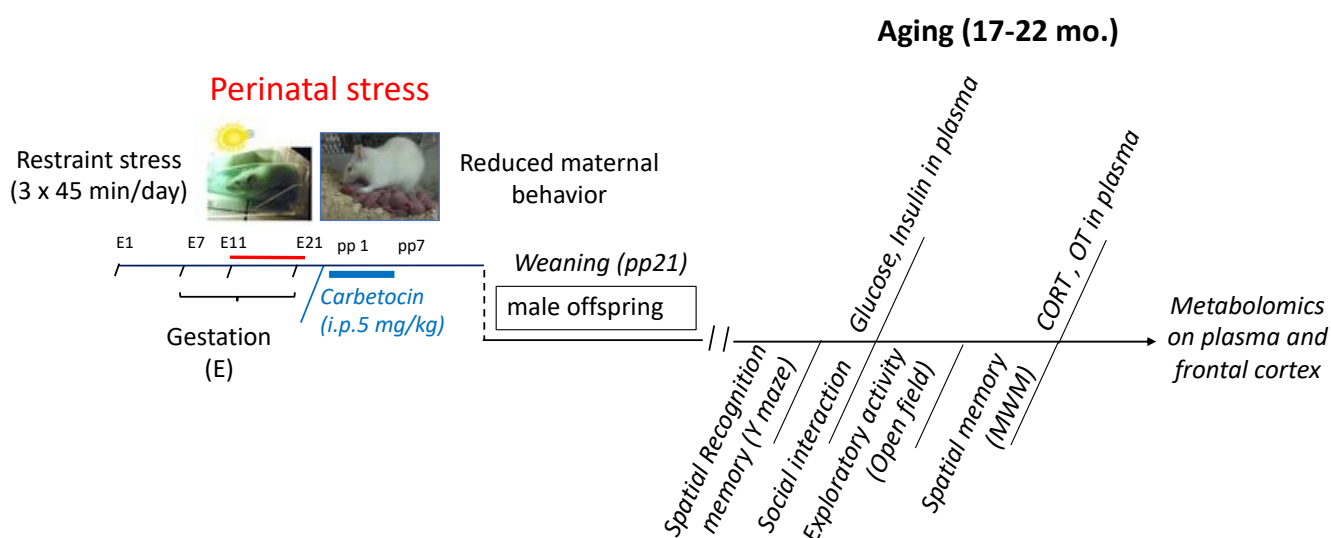 Aging (17-22 mo.)
Perinatal stress
Restraint stress
(3 x 45 min/day)
Reduced maternal
behavior
E1
E7
E11
E21
pp 1
pp7
Carbetocin
(i.p.5 mg/kg)
Gestation
(E)
Weaning (pp21)
male offspring
Spatial Recognition
memory (Y maze)
Social interaction
Glucose, Insulin in plasma
Exploratory activity
(Open field)
Spatial memory
(MWM)
CORT , OT in plasma
Metabolomics
on plasma and
frontal cortex